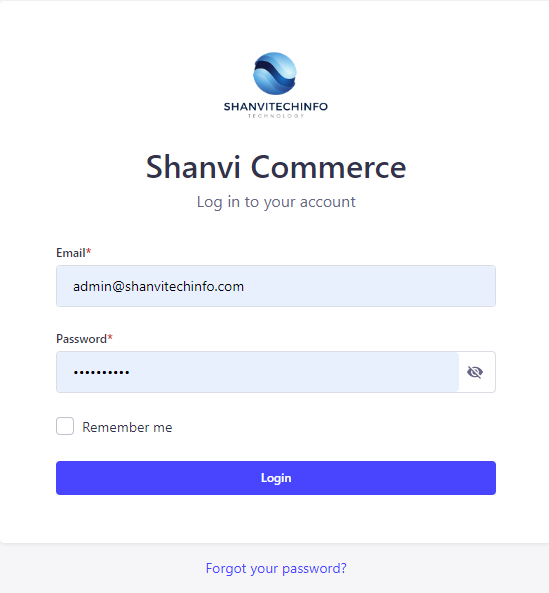 SHANVITECHINFO
TECHNOLOGY
Shanvi Commerce
Log in to your account
Email*
admin@shanvitechinfo.com
Password*
••••••••••
Remember me
Login
Forgot your password?